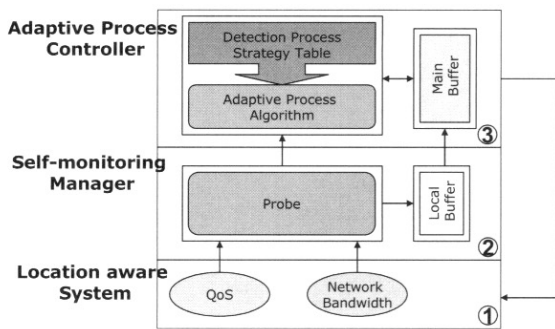 Adaptive Process
Controller
Detection Process
Strategy Table
Adaptive Process
Algorithm
Main
Buffer
3
Self-monitoring
Manager
Probe
Local
Buffer
2
Location aware
System
QoS
Network
Bandwidth
1